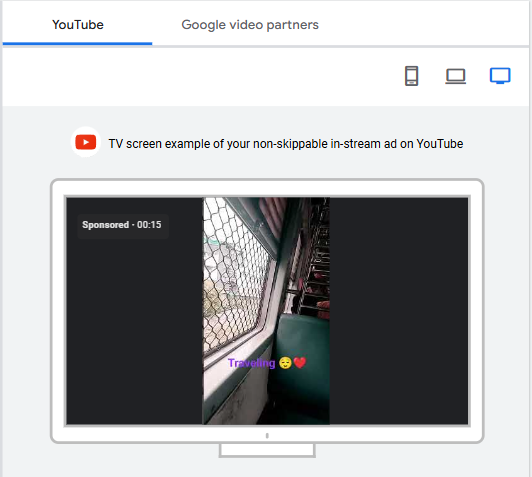 YouTube
Google video partners
TV screen example of your non-skippable in-stream ad on YouTube
Sponsored · 00:15
Traveling 😌❤️